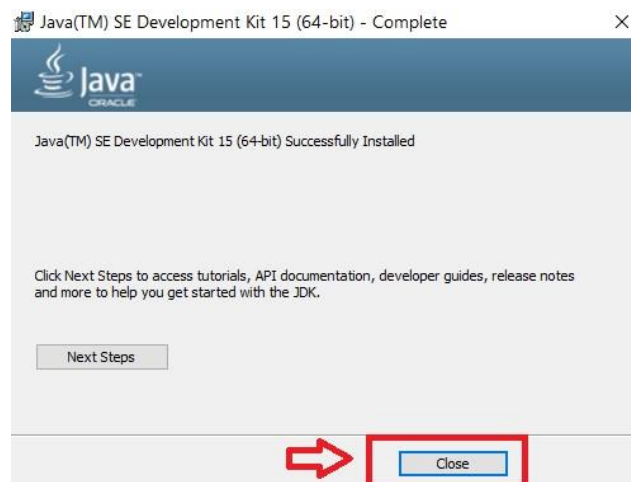 Java(TM) SE Development Kit 15 (64-bit) - Complete
Java™
ORACLE
Java(TM) SE Development Kit 15 (64-bit) Successfully Installed
Click Next Steps to access tutorials, API documentation, developer guides, release notes
and more to help you get started with the JDK.
Next Steps
Close